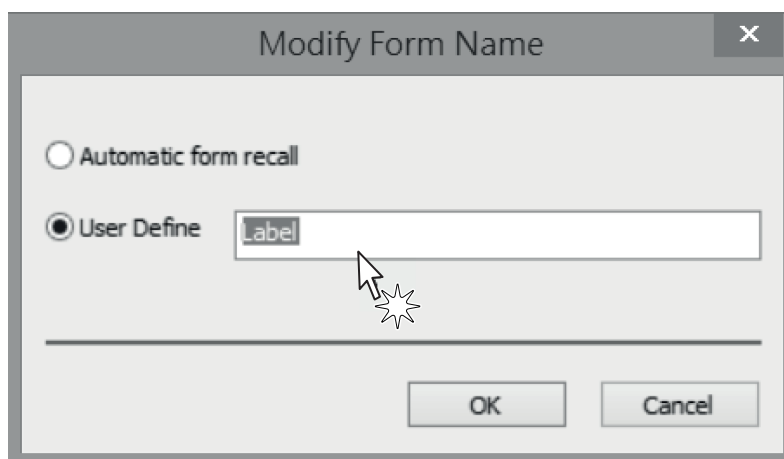 Modify Form Name
Automatic form recall
User Define Label
OK Cancel